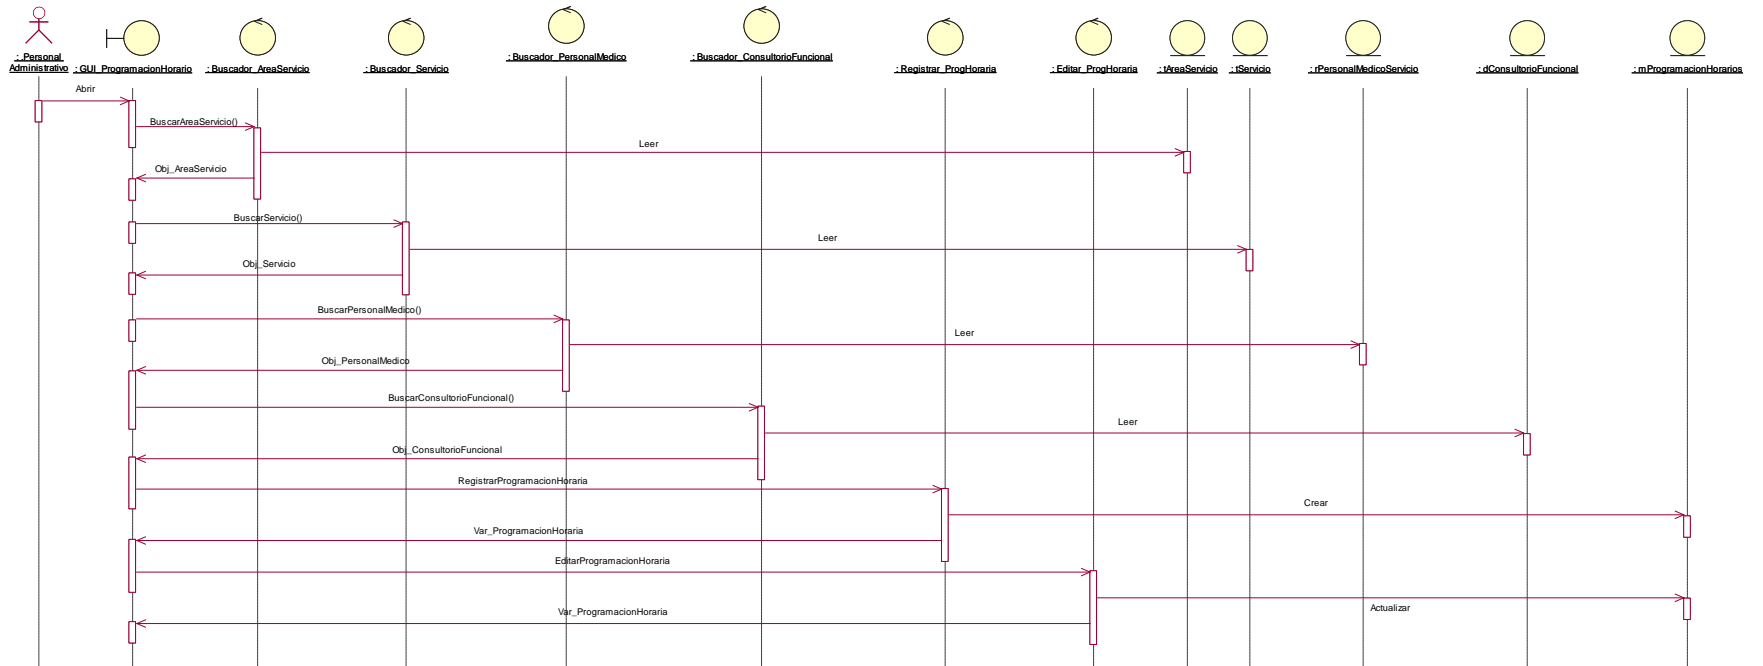 : .Personal
Administrativo
: GUI_ProgramacionHorario
: Buscador_AreaServicio
: Buscador_Servicio
: Buscador_PersonalMedico
: Buscador_ConsultorioFuncional
: Registrar_ProgHoraria
: Editar_ProgHoraria
: tAreaServicio
: tServicio
: rPersonalMedicoServicio
: dConsultorioFuncional
: mProgramacionHorarios
Abrir
BuscarAreaServicio()
Leer
Obj_AreaServicio
BuscarServicio()
Leer
Obj_Servicio
BuscarPersonalMedico()
Leer
Obj_PersonalMedico
BuscarConsultorioFuncional()
Leer
Obj_ConsultorioFuncional
RegistrarProgramacionHoraria
Crear
Var_ProgramacionHoraria
EditarProgramacionHoraria
Actualizar
Var_ProgramacionHoraria